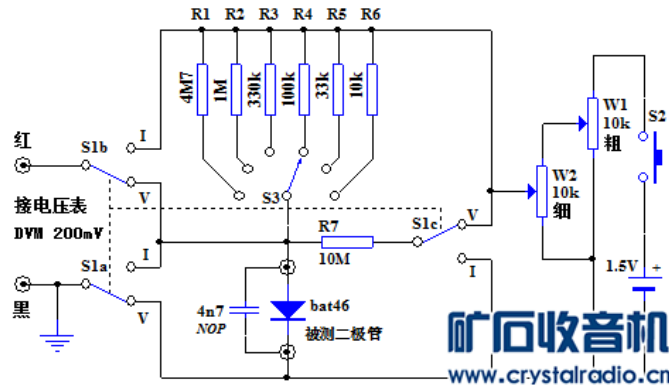 R1 R2 R3 R4 R5 R6
4M7 1M 330k 100k 33k 10k
红
S1b
I
V
S3
接电压表
DVM 200mV
I
S1a
V
黑
R7
10M
S1c
V
I
4n7
NOP
bat46
被测二极管
W1
10k
粗
S2
W2
10k
细
1.5V +
矿石收音机
www.crystalradio.cn